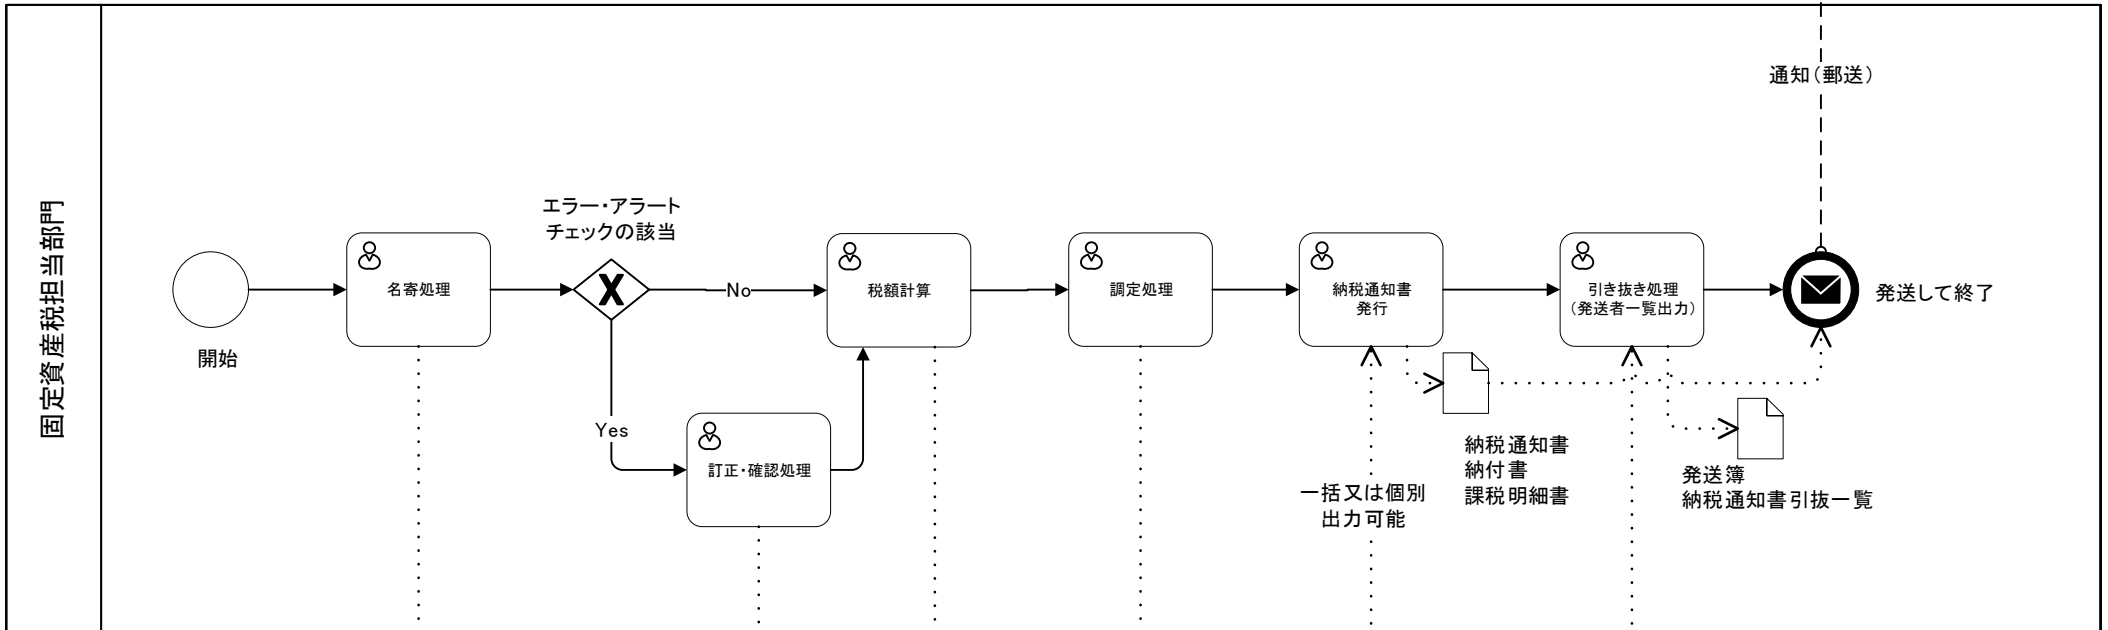 通知（郵送）
固定資産税担当部門
エラー・アラート
チェックの該当
開始
名寄処理
No
Yes
訂正・確認処理
税額計算
調定処理
納税通知書
発行
引き抜き処理
（発送者一覧出力）
発送して終了
一括又は個別
出力可能
納税通知書
納付書
課税明細書
発送簿
納税通知書引抜一覧